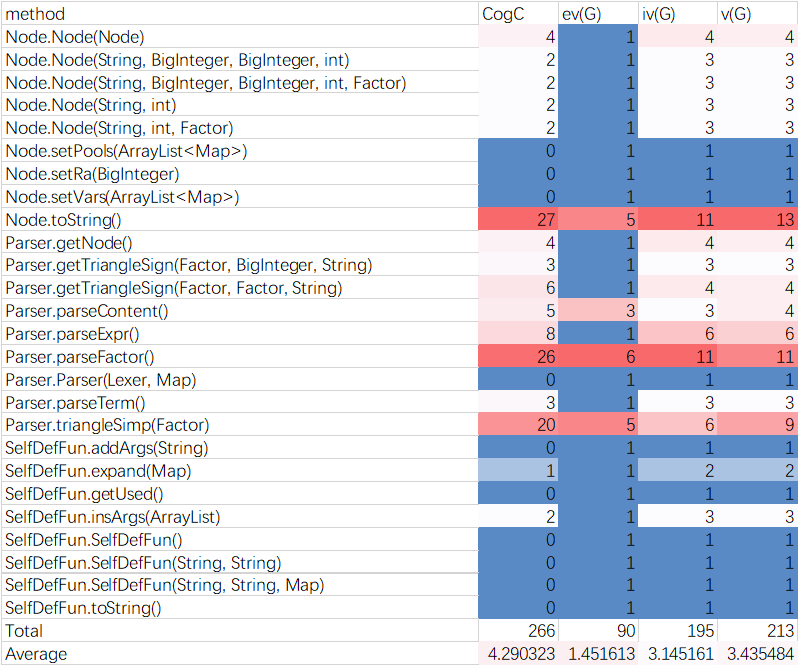 method CogC ev(G) iv(G) v(G)
Node.Node(Node) 4 1 4 4
Node.Node(String, BigInteger, BigInteger, int) 2 1 3 3
Node.Node(String, BigInteger, BigInteger, int, Factor) 2 1 3 3
Node.Node(String, int) 2 1 3 3
Node.Node(String, int, Factor) 2 1 3 3
Node.setPools(ArrayList<Map>) 0 1 1 1
Node.setRa(BigInteger) 0 1 1 1
Node.setVars(ArrayList<Map>) 0 1 1 1
Node.toString() 27 5 11 13
Parser.getNode() 4 1 4 4
Parser.getTriangleSign(Factor, BigInteger, String) 3 1 3 3
Parser.getTriangleSign(Factor, Factor, String) 6 1 4 4
Parser.parseContent() 5 3 3 4
Parser.parseExpr() 8 1 6 6
Parser.parseFactor() 26 6 11 11
Parser.Parser(Lexer, Map) 0 1 1 1
Parser.parseTerm() 3 1 3 3
Parser.triangleSimp(Factor) 20 5 6 9
SelfDefFun.addArgs(String) 0 1 1 1
SelfDefFun.expand(Map) 1 1 2 2
SelfDefFun.getUsed() 0 1 1 1
SelfDefFun.insArgs(ArrayList) 2 1 3 3
SelfDefFun.SelfDefFun() 0 1 1 1
SelfDefFun.SelfDefFun(String, String) 0 1 1 1
SelfDefFun.SelfDefFun(String, String, Map) 0 1 1 1
SelfDefFun.toString() 0 1 1 1
Total 266 90 195 213
Average 4.290323 1.451613 3.145161 3.435484